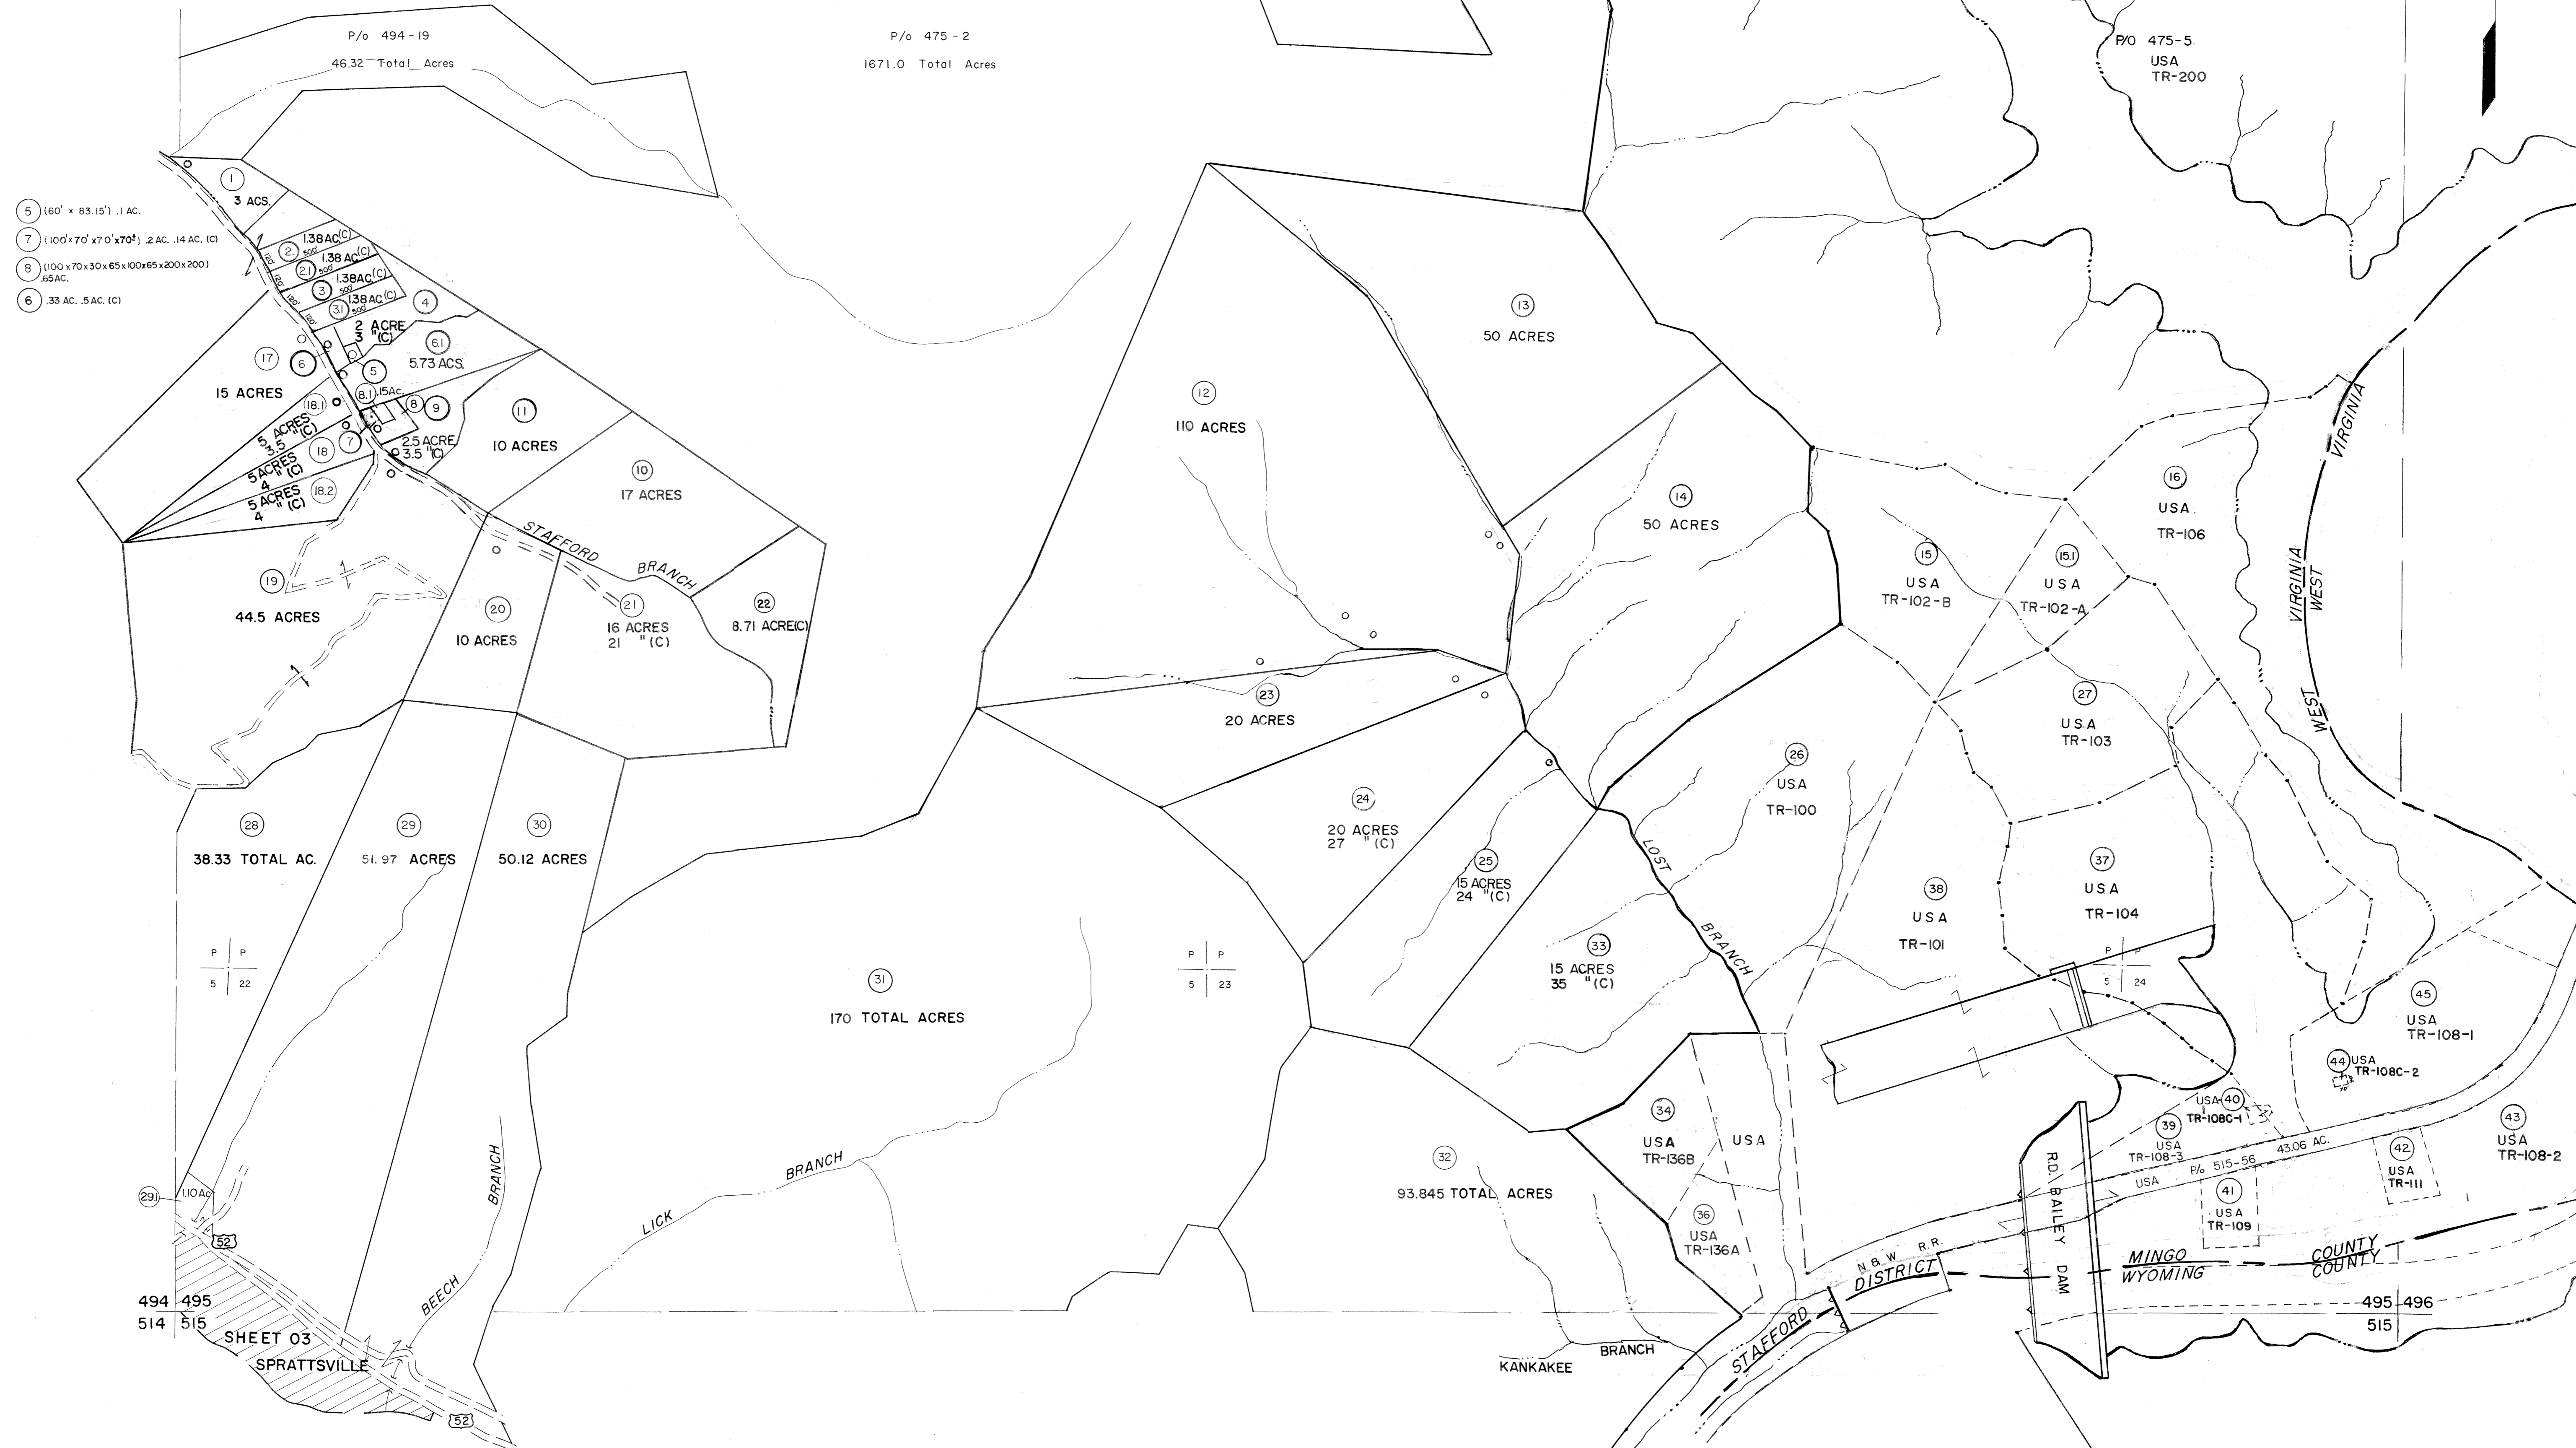 P/o 494-19
46.32 Total Acres
P/o 475-2
1671.0 Total Acres
P/O 475-5
USA
TR-200
1
3 ACS.
5 (60' x 83.15') .1 AC.
7 (100'x70'x70'x70±) .2 AC. .14 AC. (C)
8 (100x70x30x65x100x65x200x200)
.65AC.
6 .33 AC. .5 AC. (C)
2 1.38AC(C)
120' 500'
2.1 1.38 AC(C)
120' 500'
3 1.38AC(C)
120' 500'
3.1 1.38AC(C)
120' 500'
4
2 ACRE
3 " (C)
6.1
5.73 ACS.
17
15 ACRES
6
5
8.1 .15Ac.
8
9
2.5 ACRE
3.5 "(C)
7
11
10 ACRES
18.1
5 ACRES
3.5 "(C)
18
5 ACRES
4 " (C)
18.2
5 ACRES
4 " (C)
10
17 ACRES
STAFFORD BRANCH
19
44.5 ACRES
20
10 ACRES
21
16 ACRES
21 " (C)
22
8.71 ACRE(C)
12
110 ACRES
13
50 ACRES
14
50 ACRES
15
USA
TR-102-B
15.1
USA
TR-102-A
16
USA
TR-106
VIRGINIA
WEST VIRGINIA
VIRGINIA
WEST
23
20 ACRES
24
20 ACRES
27 " (C)
25
15 ACRES
24 "(C)
26
USA
TR-100
27
USA
TR-103
28
38.33 TOTAL AC.
29
51.97 ACRES
30
50.12 ACRES
LOST BRANCH
38
USA
TR-101
37
USA
TR-104
33
15 ACRES
35 "(C)
31
170 TOTAL ACRES
P P
5 22
P P
5 23
P P
5 24
45
USA
TR-108-1
44 USA
TR-108C-2
70'
USA 40
TR-108C-1
39
USA
TR-108-3
34
USA
TR-136B
USA
36
USA
TR-136A
32
93.845 TOTAL ACRES
43
USA
TR-108-2
42
USA
TR-111
41
USA
TR-109
P/o 515-56 43.06 AC.
USA
R.D. BAILEY DAM
29.1 1.10 Ac
52
LICK BRANCH
BEECH BRANCH
N & W R.R.
STAFFORD DISTRICT
MINGO COUNTY
WYOMING COUNTY
494 495
514 515
SHEET 03
SPRATTSVILLE
52
KANKAKEE BRANCH
495 496
515